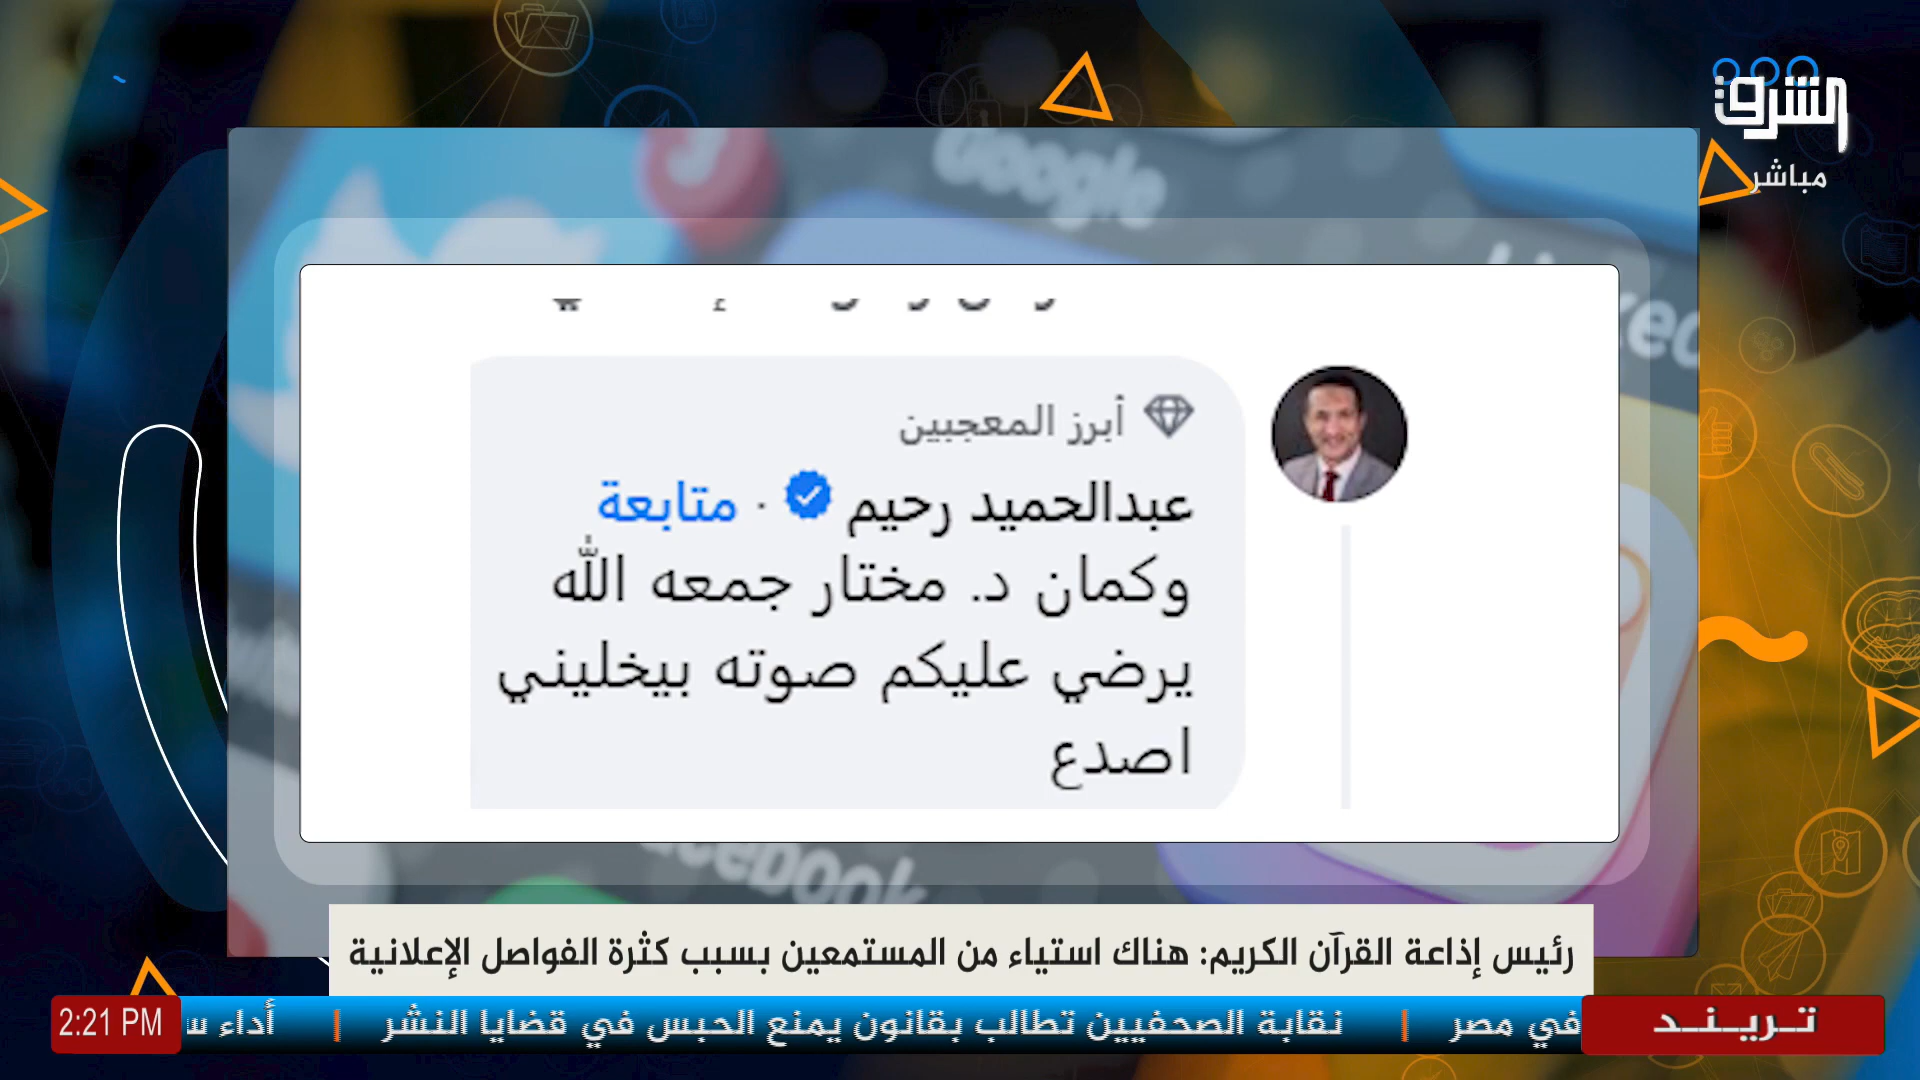 الشرق
مباشر
Google
أبرز المعجبين
عبدالحميد رحيم · متابعة
وكمان د. مختار جمعه الله
يرضي عليكم صوته بيخليني
اصدع
رئيس إذاعة القرآن الكريم: هناك استياء من المستمعين بسبب كثرة الفواصل الإعلانية
تريند
في مصر | نقابة الصحفيين تطالب بقانون يمنع الحبس في قضايا النشر | أداء
2:21 PM